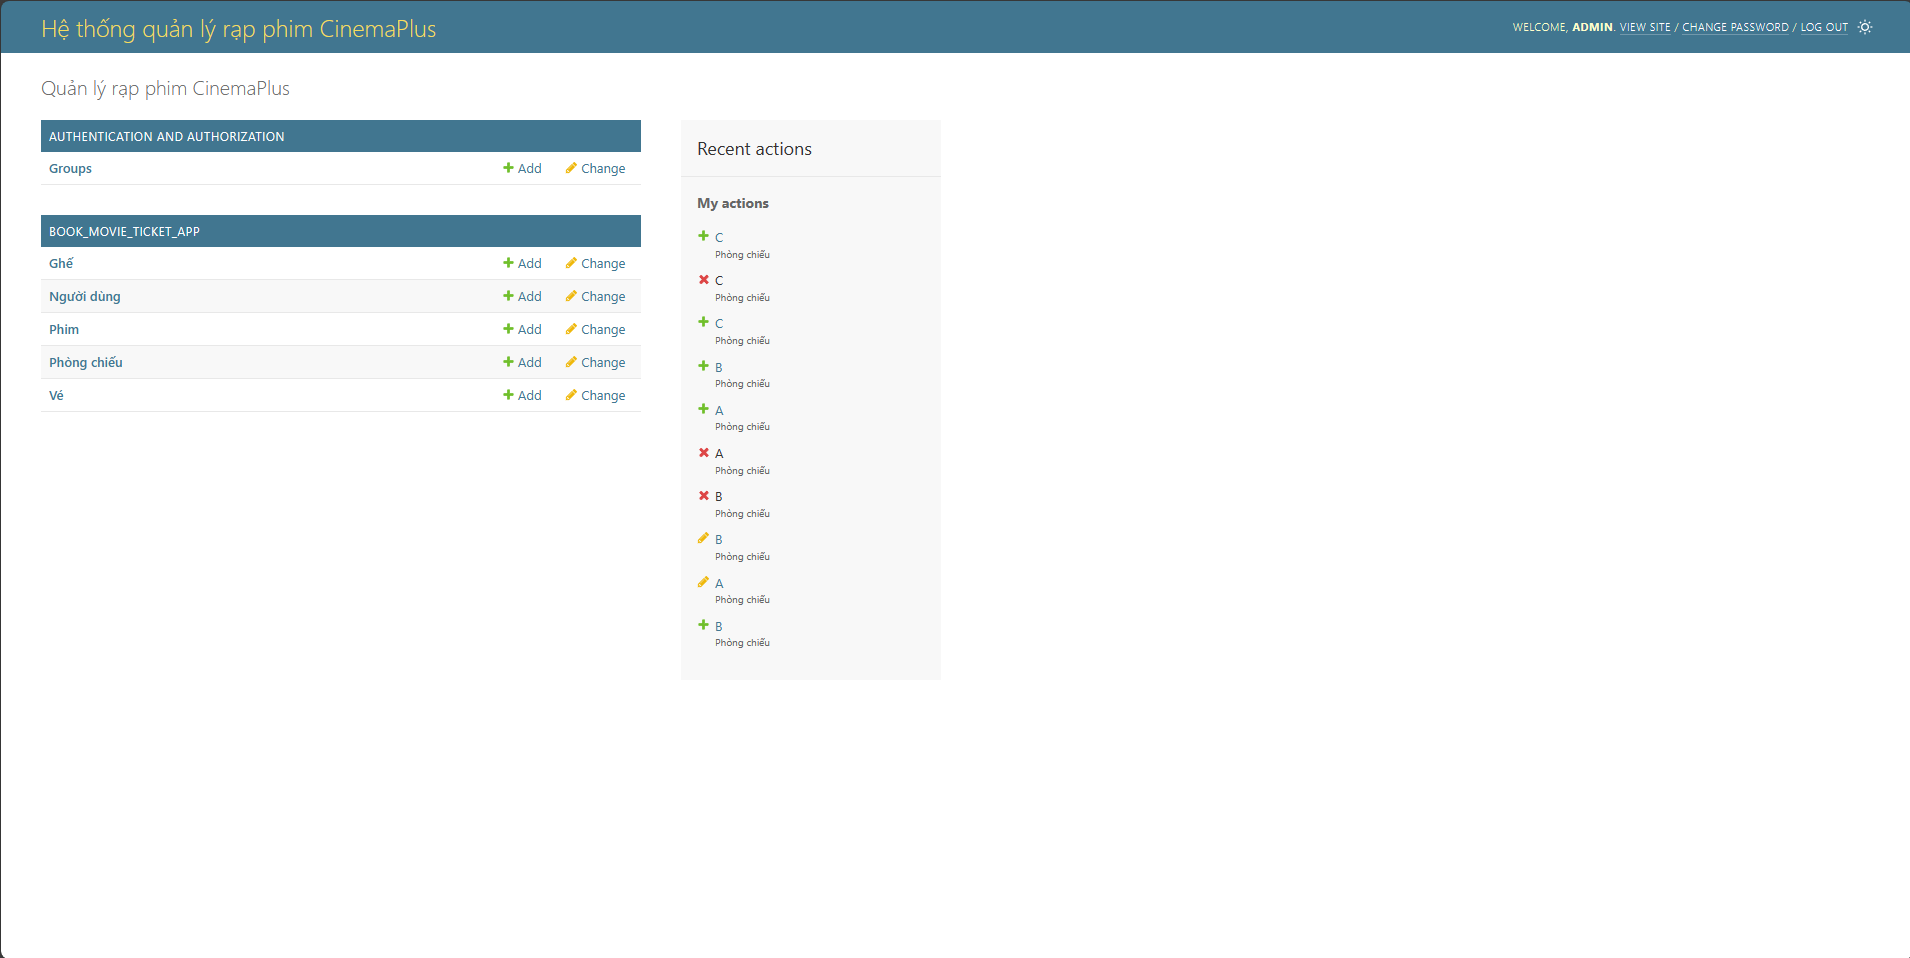 Hệ thống quản lý rạp phim CinemaPlus
WELCOME, ADMIN. VIEW SITE / CHANGE PASSWORD / LOG OUT
Quản lý rạp phim CinemaPlus
AUTHENTICATION AND AUTHORIZATION
Groups Add Change
BOOK_MOVIE_TICKET_APP
Ghế Add Change
Người dùng Add Change
Phim Add Change
Phòng chiếu Add Change
Vé Add Change
Recent actions
My actions
C
Phòng chiếu
C
Phòng chiếu
C
Phòng chiếu
B
Phòng chiếu
A
Phòng chiếu
A
Phòng chiếu
B
Phòng chiếu
B
Phòng chiếu
A
Phòng chiếu
B
Phòng chiếu